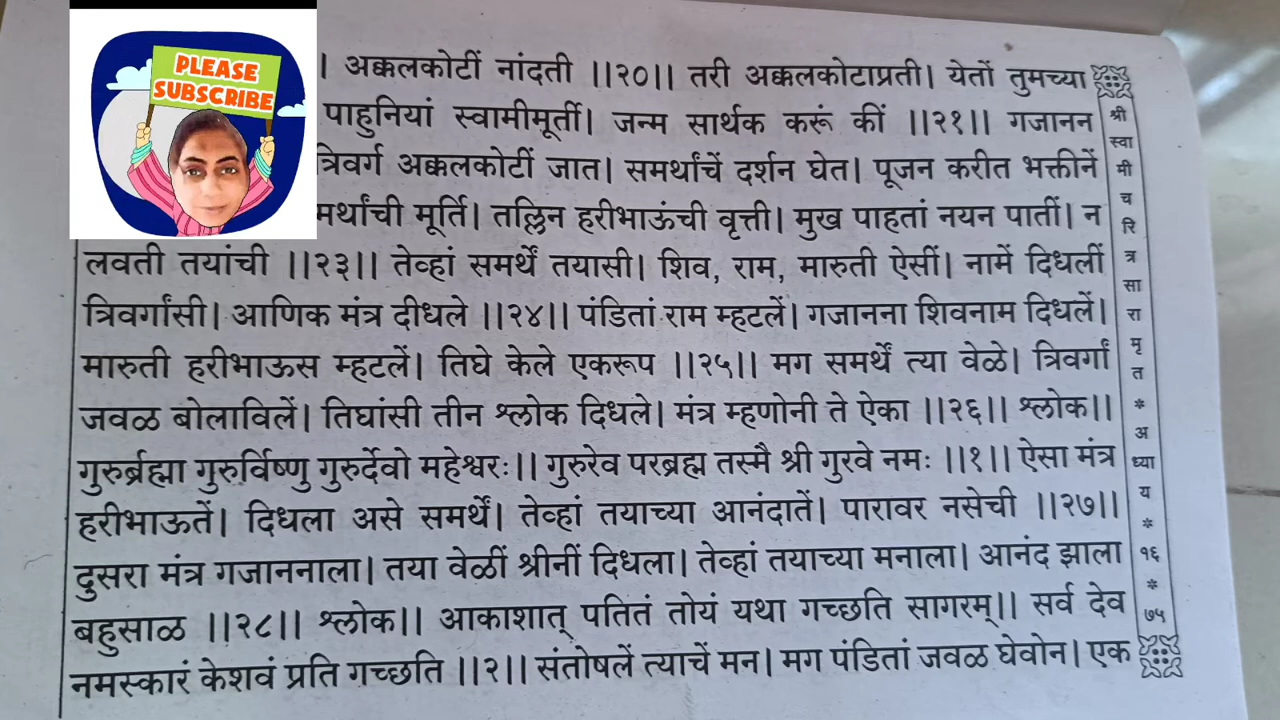 PLEASE
SUBSCRIBE
। अक्कलकोटीं नांदती ।।२०।। तरी अक्कलकोटाप्रती। येतों तुमच्या
पाहुनियां स्वामीमूर्ती। जन्म सार्थक करूं कीं ।।२१।। गजानन
त्रिवर्ग अक्कलकोटीं जात। समर्थांचें दर्शन घेत। पूजन करीत भक्तीनें
मर्थांची मूर्ति। तल्लिन हरीभाऊंची वृत्ती। मुख पाहतां नयन पातीं। न
लवती तयांची ।।२३।। तेव्हां समर्थें तयासी। शिव, राम, मारुती ऐसीं। नामें दिधलीं
त्रिवर्गांसी। आणिक मंत्र दीधले ।।२४।। पंडितां राम म्हटलें। गजानना शिवनाम दिधलें।
मारुती हरीभाऊस म्हटलें। तिघे केले एकरूप ।।२५।। मग समर्थें त्या वेळे। त्रिवर्गां
जवळ बोलाविलें। तिघांसी तीन श्लोक दिधले। मंत्र म्हणोनी ते ऐका ।।२६।। श्लोक।।
गुरुर्ब्रह्मा गुरुर्विष्णु गुरुर्देवो महेश्वरः।। गुरुरेव परब्रह्म तस्मै श्री गुरवे नमः ।।१।। ऐसा मंत्र
हरीभाऊतें। दिधला असे समर्थें। तेव्हां तयाच्या आनंदातें। पारावर नसेची ।।२७।।
दुसरा मंत्र गजाननाला। तया वेळीं श्रीनीं दिधला। तेव्हां तयाच्या मनाला। आनंद झाला
बहुसाळ ।।२८।। श्लोक।। आकाशात् पतितं तोयं यथा गच्छति सागरम्।। सर्व देव
नमस्कारं केशवं प्रति गच्छति ।।२।। संतोषलें त्याचें मन। मग पंडितां जवळ घेवोन। एक
श्री
स्वा
मी
च
रि
त्र
सा
रा
मृ
त
*
अ
ध्या
य
*
१६
*
७५